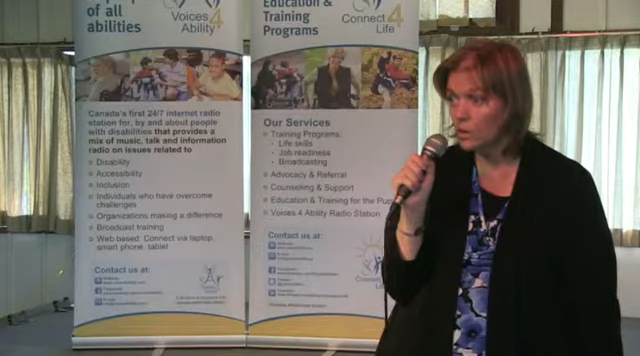 of all
abilities
Voices 4
Ability
Canada's first 24/7 internet radio
station for, by and about people
with disabilities that provides a
mix of music, talk and information
radio on issues related to
Disability
Accessibility
Inclusion
Individuals who have overcome
challenges
Organizations making a difference
Broadcast training
Web based: Connect via laptop,
smart phone, tablet
Contact us at:
Education &
Training
Programs
Connect 4
Life
Our Services
Training Programs:
- Life skills
- Job readiness
- Broadcasting
Advocacy & Referral
Counselling & Support
Education & Training for the
Voices 4 Ability Radio Station
Contact us at: